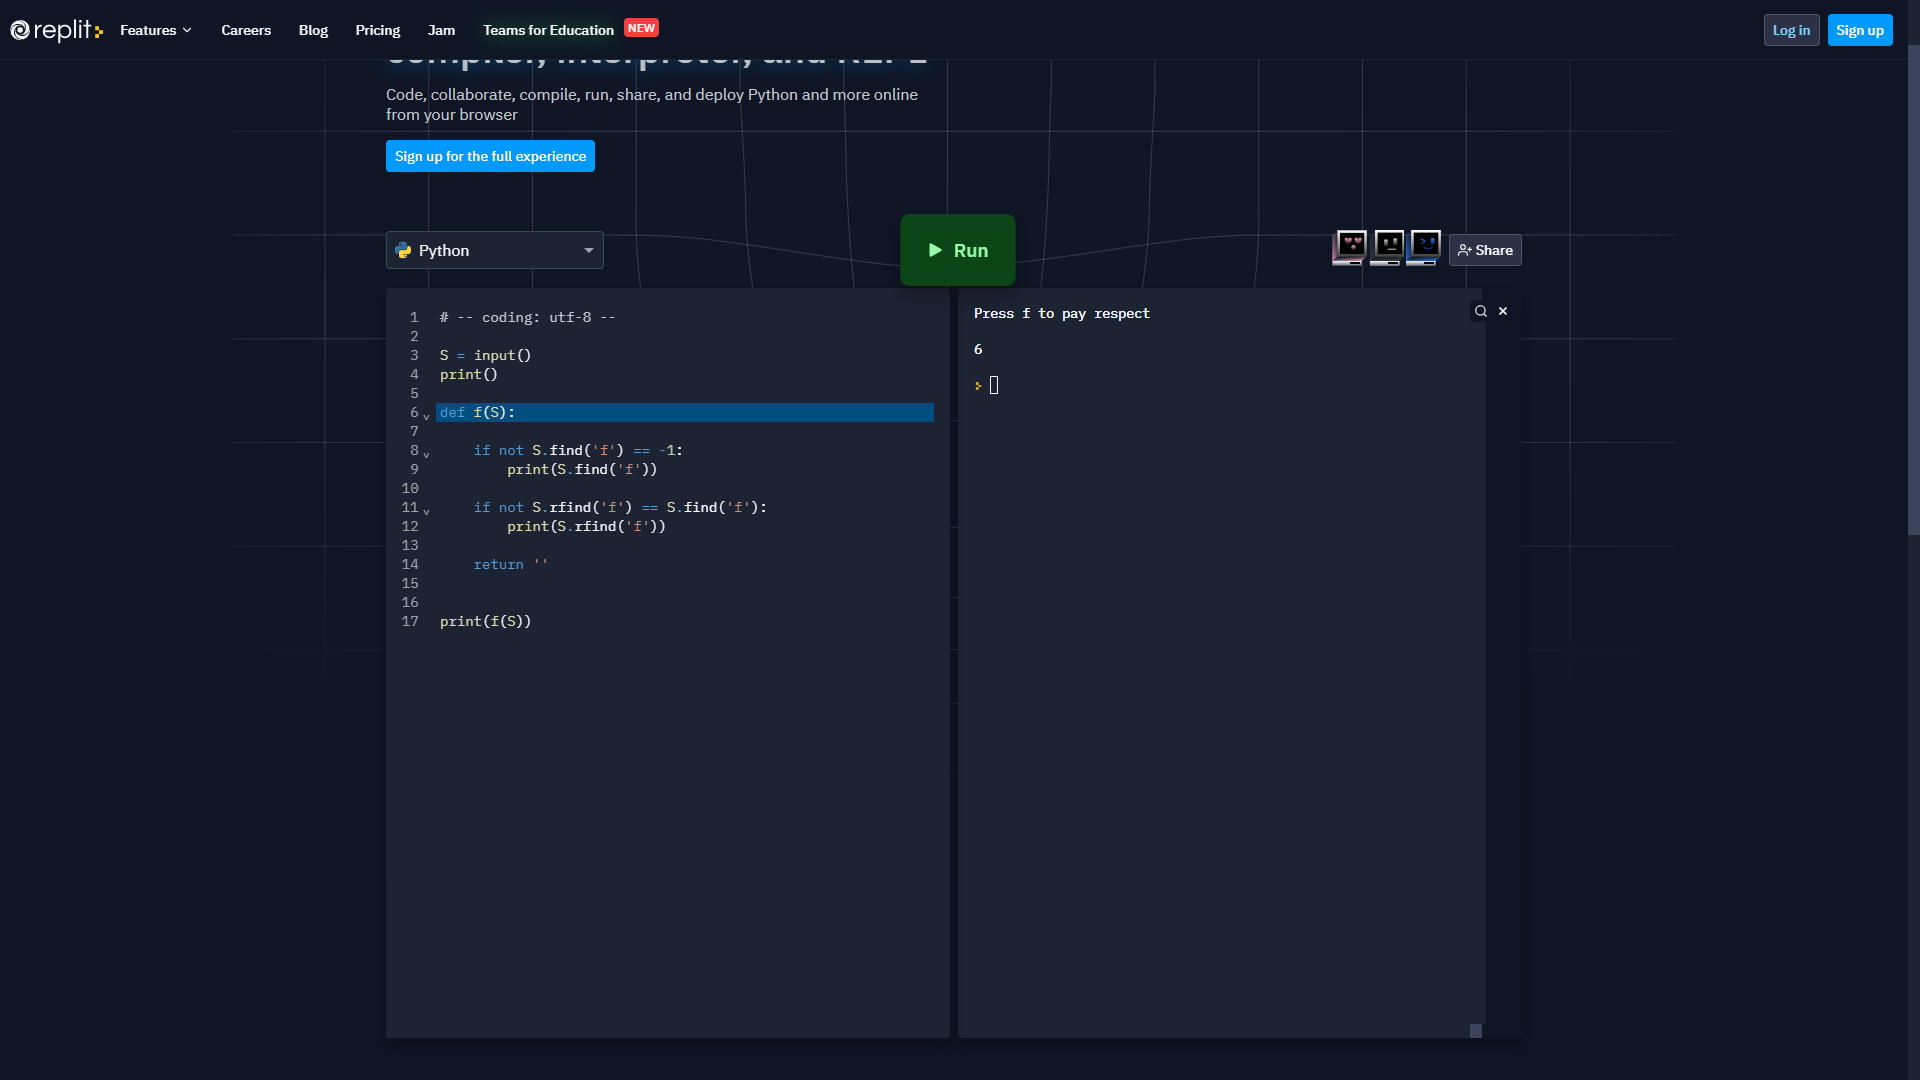 replit
Features
Careers
Blog
Pricing
Jam
Teams for Education
NEW
Log in
Sign up
Compiler, Interpreter, and REPL
Code, collaborate, compile, run, share, and deploy Python and more online
from your browser
Sign up for the full experience
Python
Run
Share
1 # -- coding: utf-8 --
2
3 S = input()
4 print()
5
6 def f(S):
7
8     if not S.find('f') == -1:
9         print(S.find('f'))
10
11     if not S.rfind('f') == S.find('f'):
12         print(S.rfind('f'))
13
14     return ''
15
16
17 print(f(S))
Press f to pay respect
6